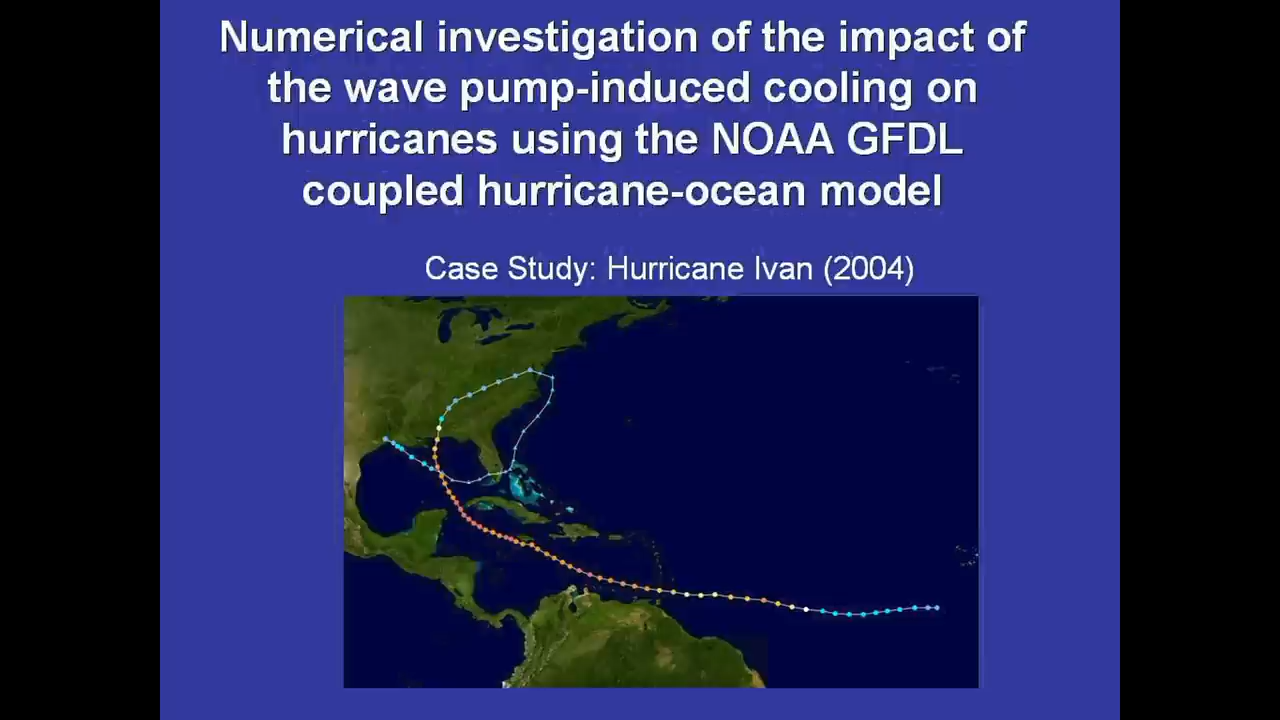 Numerical investigation of the impact of
the wave pump-induced cooling on
hurricanes using the NOAA GFDL
coupled hurricane-ocean model
Case Study: Hurricane Ivan (2004)